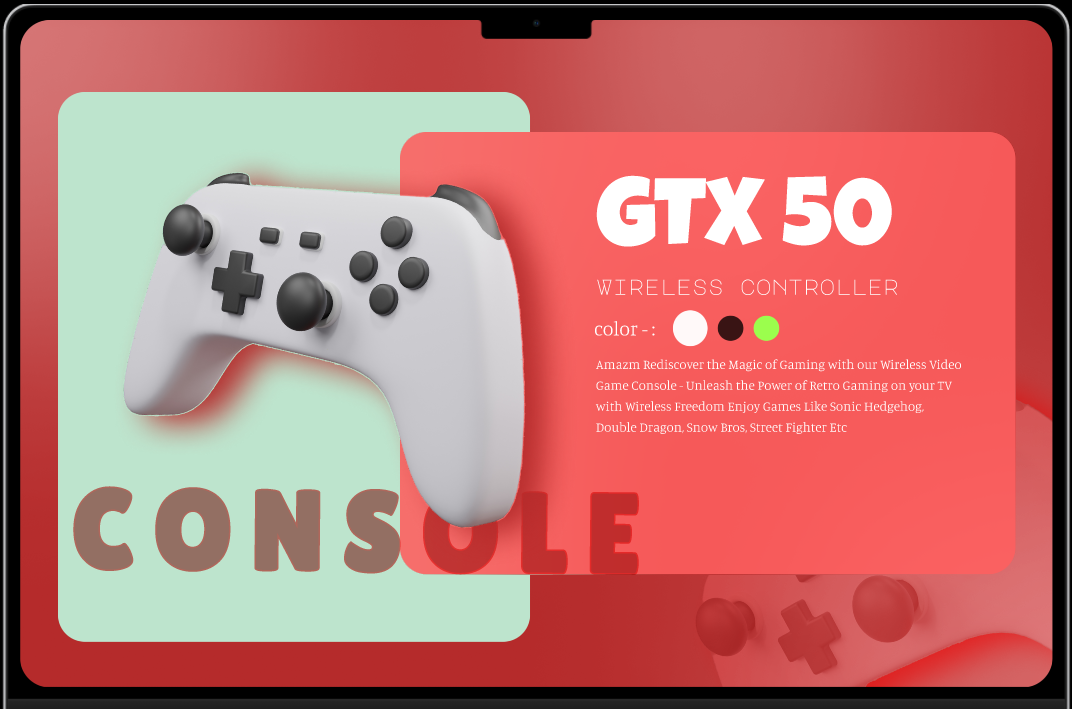 GTX 50
WIRELESS CONTROLLER
color - :
Amazm Rediscover the Magic of Gaming with our Wireless Video
Game Console - Unleash the Power of Retro Gaming on your TV
with Wireless Freedom Enjoy Games Like Sonic Hedgehog,
Double Dragon, Snow Bros, Street Fighter Etc
CONSOLE